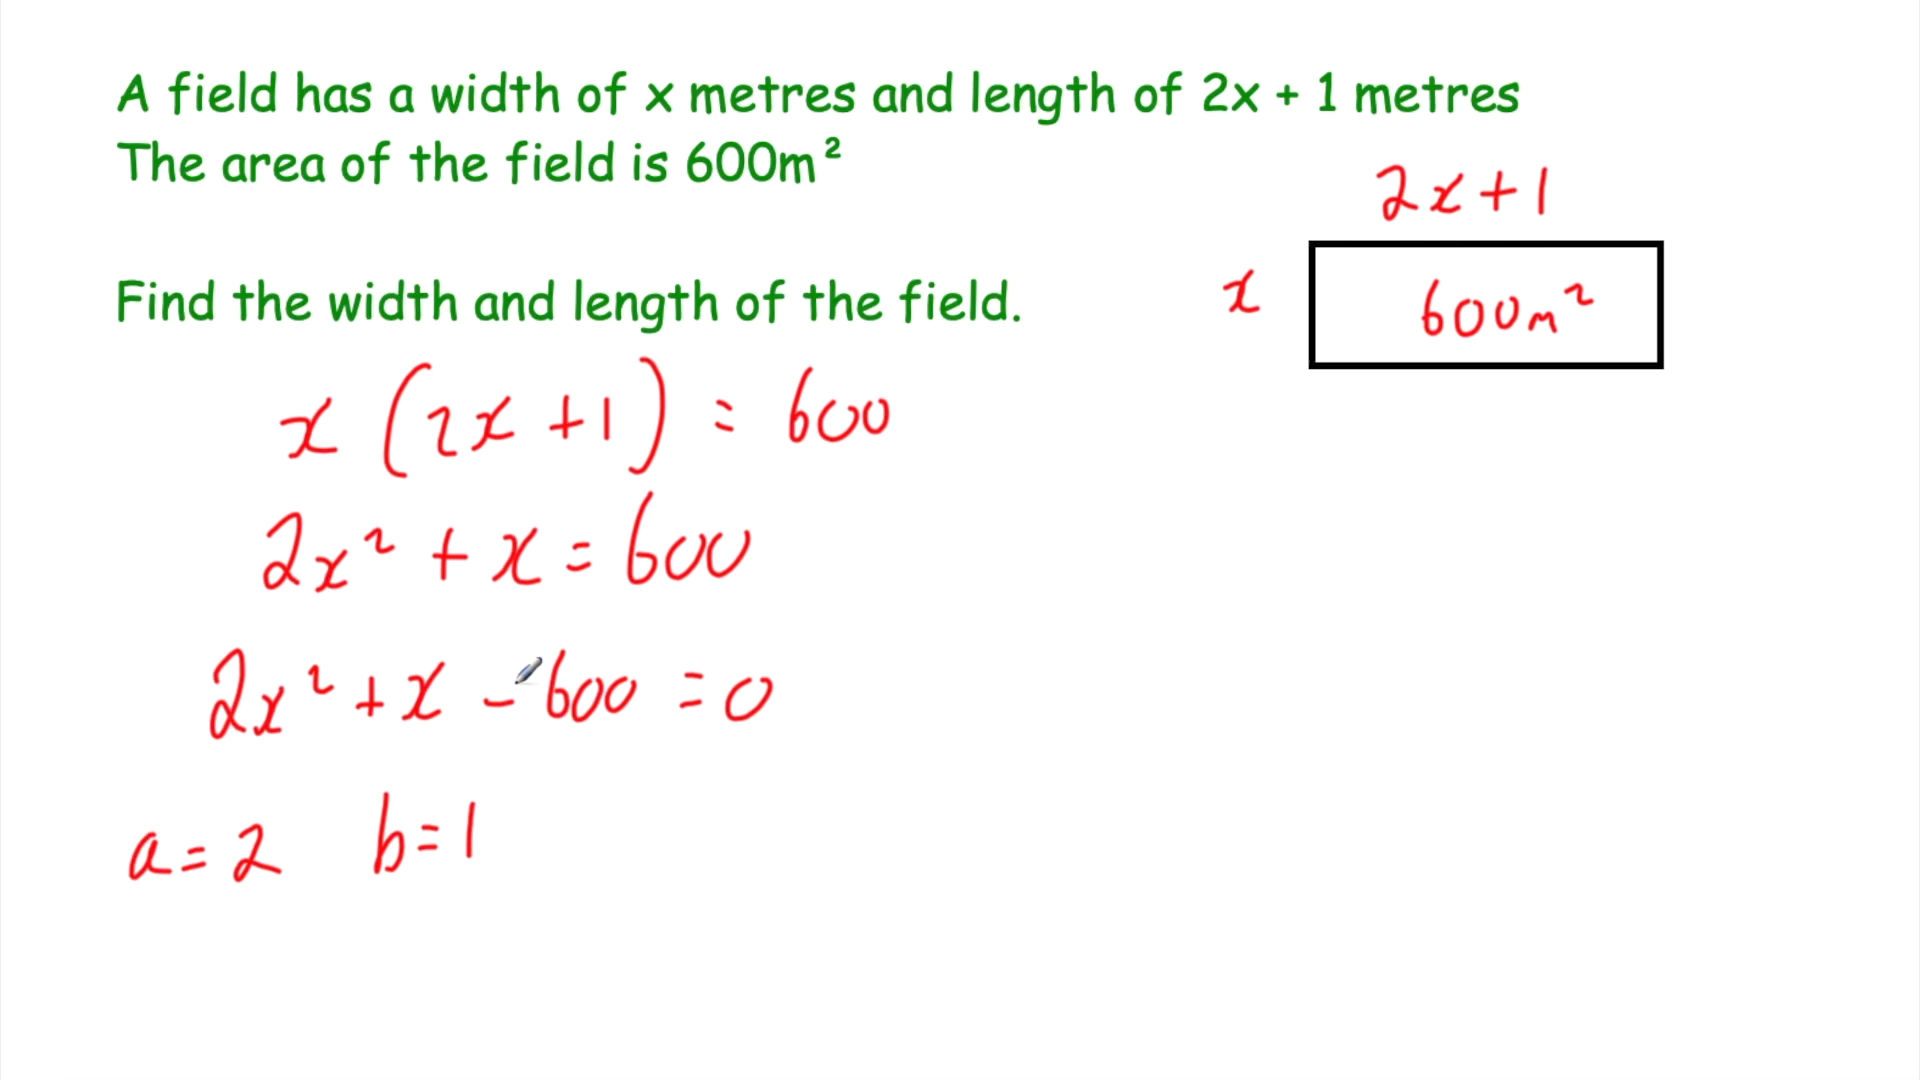 A field has a width of x metres and length of 2x + 1 metres
The area of the field is 600m²
2x+1
Find the width and length of the field.
x
600m²
x (2x+1) = 600
2x² + x = 600
2x² + x - 600 = 0
a=2 b=1